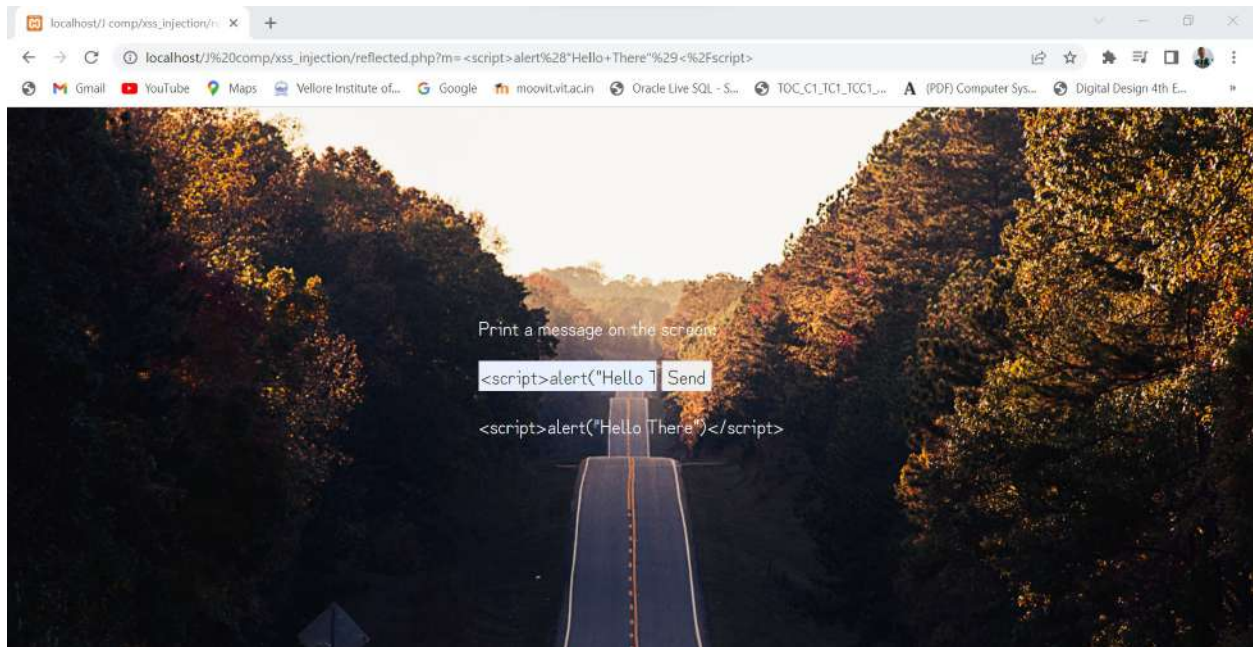 localhost/J comp/xss_injection/r
localhost/J%20comp/xss_injection/reflected.php?m=<script>alert%28"Hello+There"%29<%2Fscript>
Gmail YouTube Maps Vellore Institute of... Google moovit.vit.ac.in Oracle Live SQL - S... TOC_C1_TC1_TCC1_... (PDF) Computer Sys... Digital Design 4th E... »
Print a message on the screen:
<script>alert("Hello T Send
<script>alert("Hello There")</script>